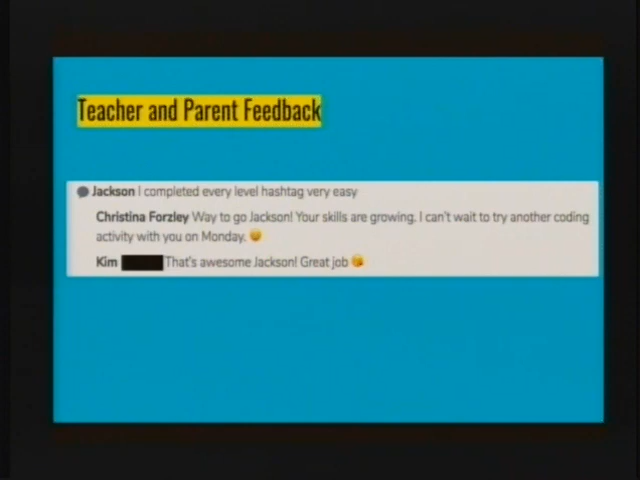 Teacher and Parent Feedback
Jackson I completed every level hashtag very easy
Christina Forzley Way to go Jackson! Your skills are growing. I can't wait to try another coding
activity with you on Monday. 😀
Kim That's awesome Jackson! Great job 😘